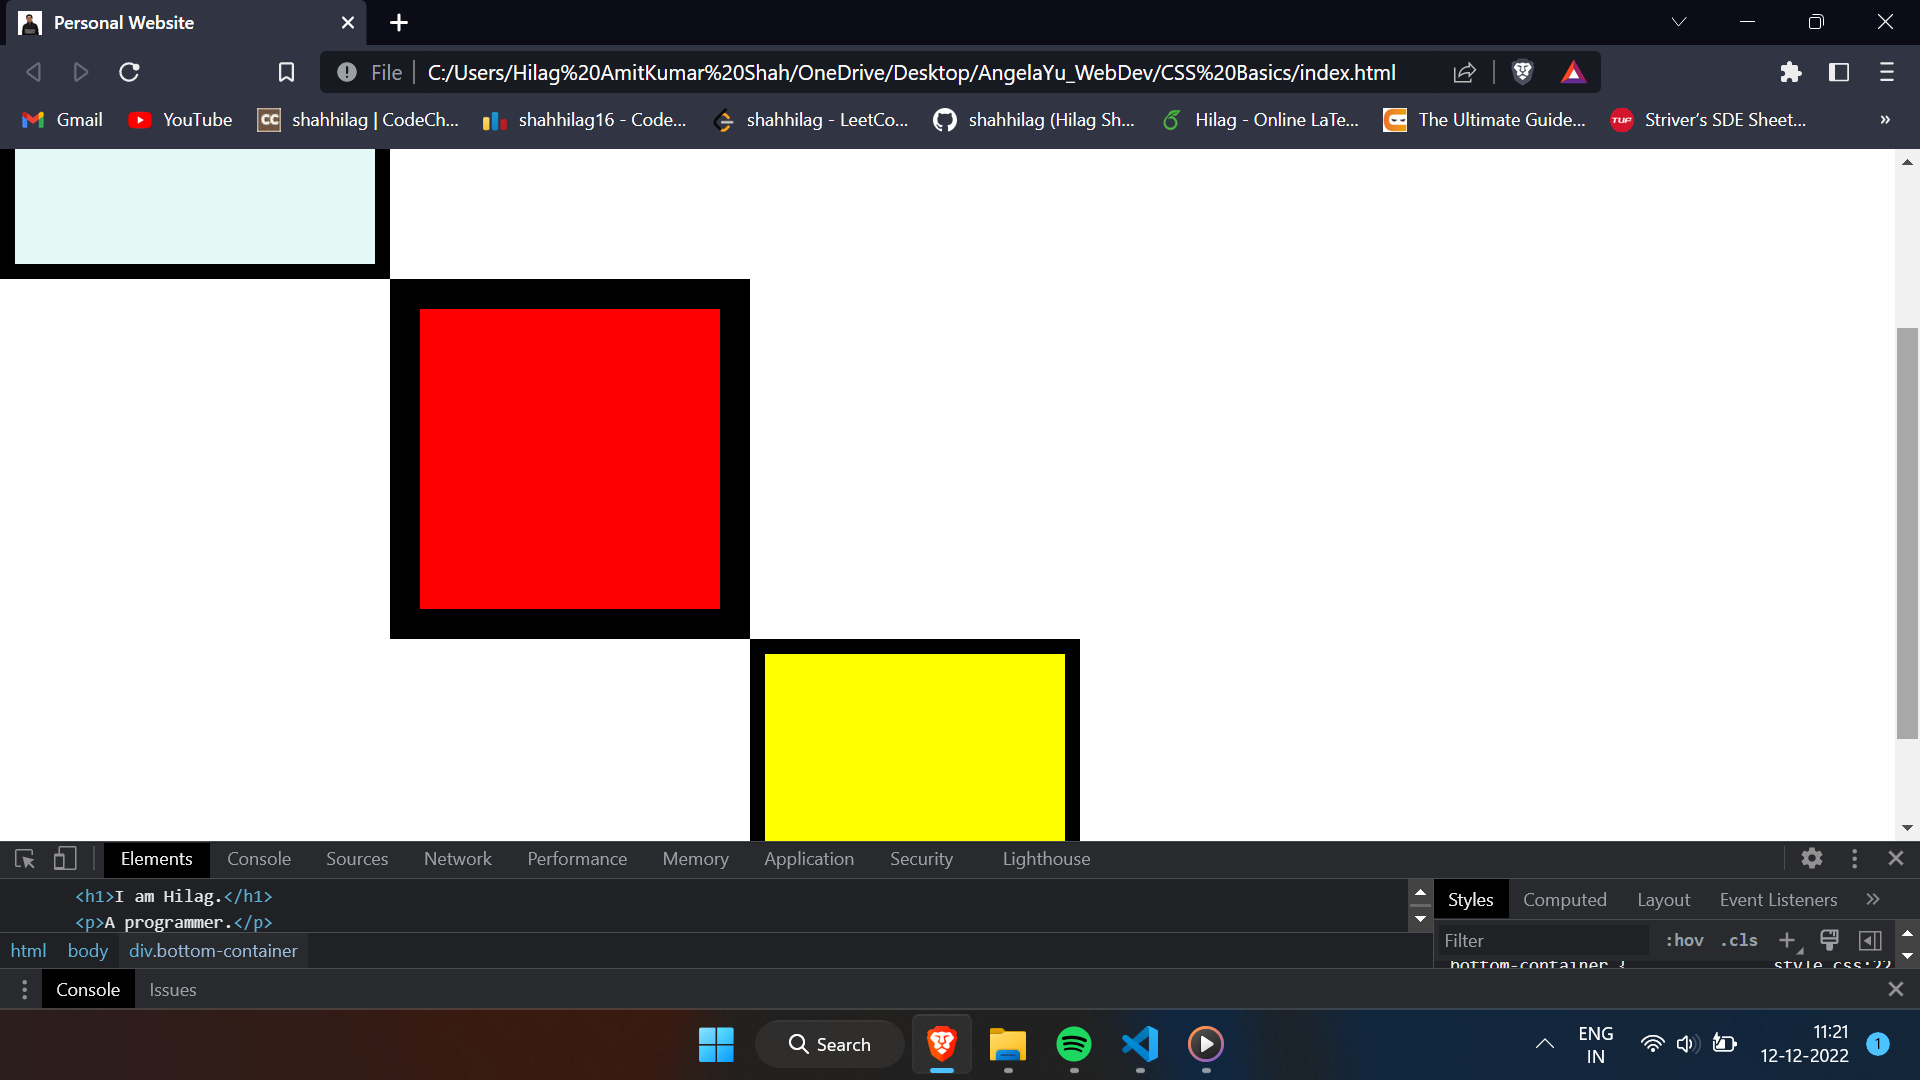 Personal Website
File C:/Users/Hilag%20AmitKumar%20Shah/OneDrive/Desktop/AngelaYu_WebDev/CSS%20Basics/index.html
Gmail YouTube CC shahhilag | CodeCh... shahhilag16 - Code... shahhilag - LeetCo... shahhilag (Hilag Sh... Hilag - Online LaTe... The Ultimate Guide... TUF Striver's SDE Sheet... »
Elements Console Sources Network Performance Memory Application Security Lighthouse
<h1>I am Hilag.</h1>
<p>A programmer.</p>
Styles Computed Layout Event Listeners »
Filter :hov .cls
html body div.bottom-container
bottom-container { style.css:22
Console Issues
Search
ENG
IN
11:21
12-12-2022
1